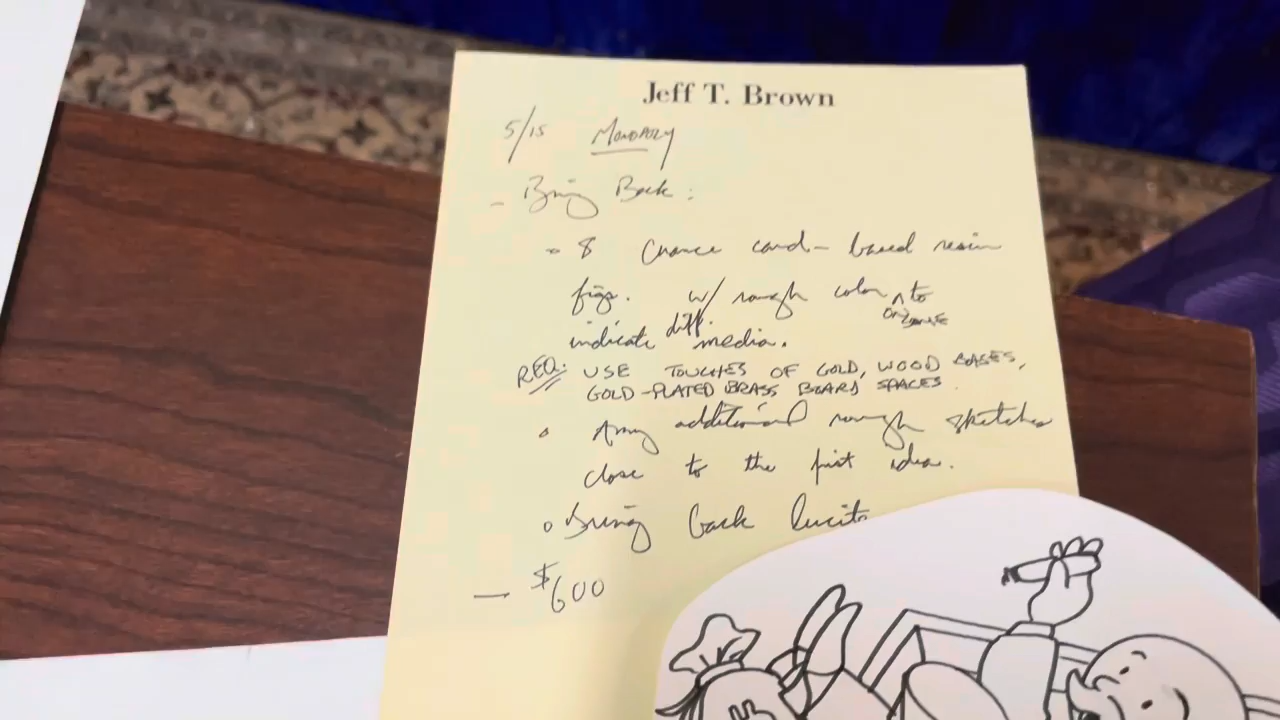 Jeff T. Brown
5/15 MONOPOLY
- Bring Back:
- 8 Chance card-based resin
figs. w/ rough color ^ to
ORGANISE
indicate diff. media.
REQ: USE TOUCHES OF GOLD, WOOD BASES,
GOLD-PLATED BRASS BOARD SPACES.
o Any additional rough sketches
close to the first idea.
o Bring back lucite
— $600